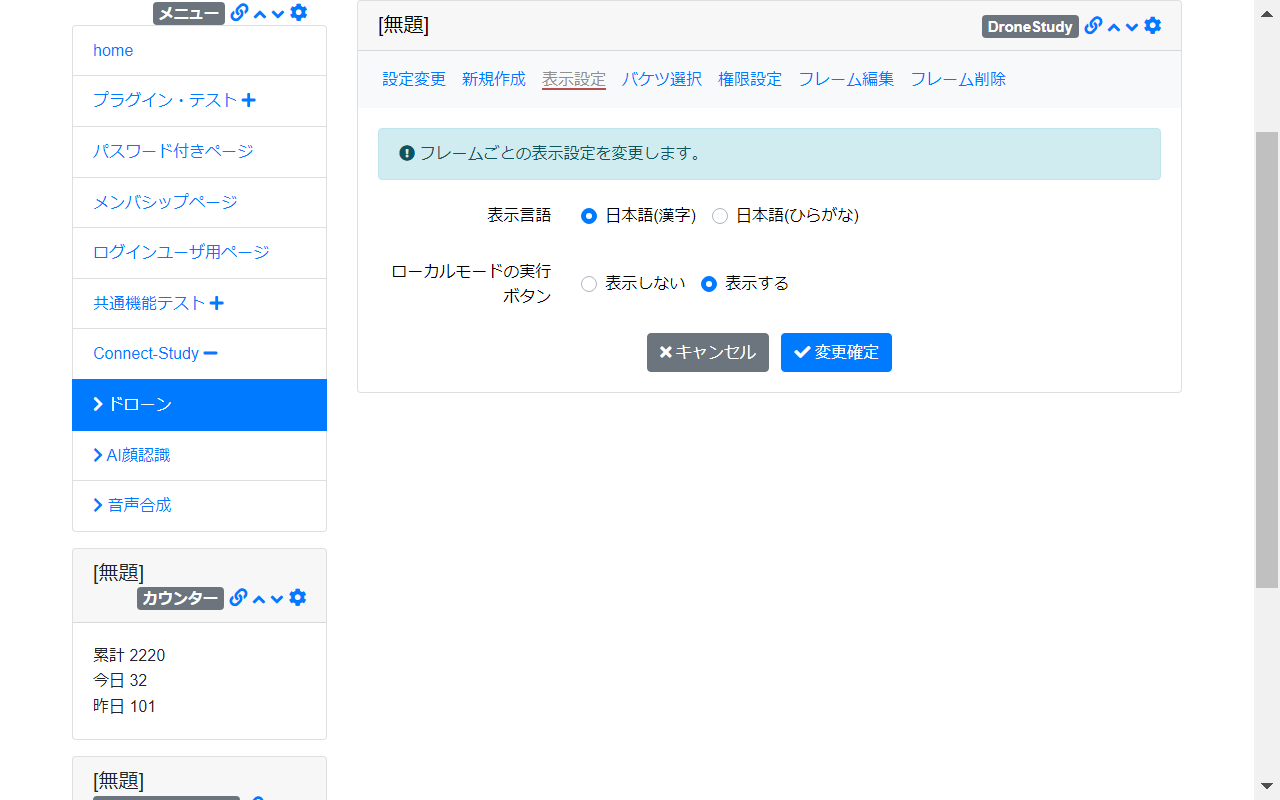 メニュー
home
プラグイン・テスト
パスワード付きページ
メンバシップページ
ログインユーザ用ページ
共通機能テスト
Connect-Study
ドローン
AI顔認識
音声合成
[無題]
カウンター
累計 2220
今日 32
昨日 101
[無題]
[無題]
DroneStudy
設定変更 新規作成 表示設定 バケツ選択 権限設定 フレーム編集 フレーム削除
フレームごとの表示設定を変更します。
表示言語 日本語(漢字) 日本語(ひらがな)
ローカルモードの実行
ボタン
表示しない 表示する
キャンセル 変更確定